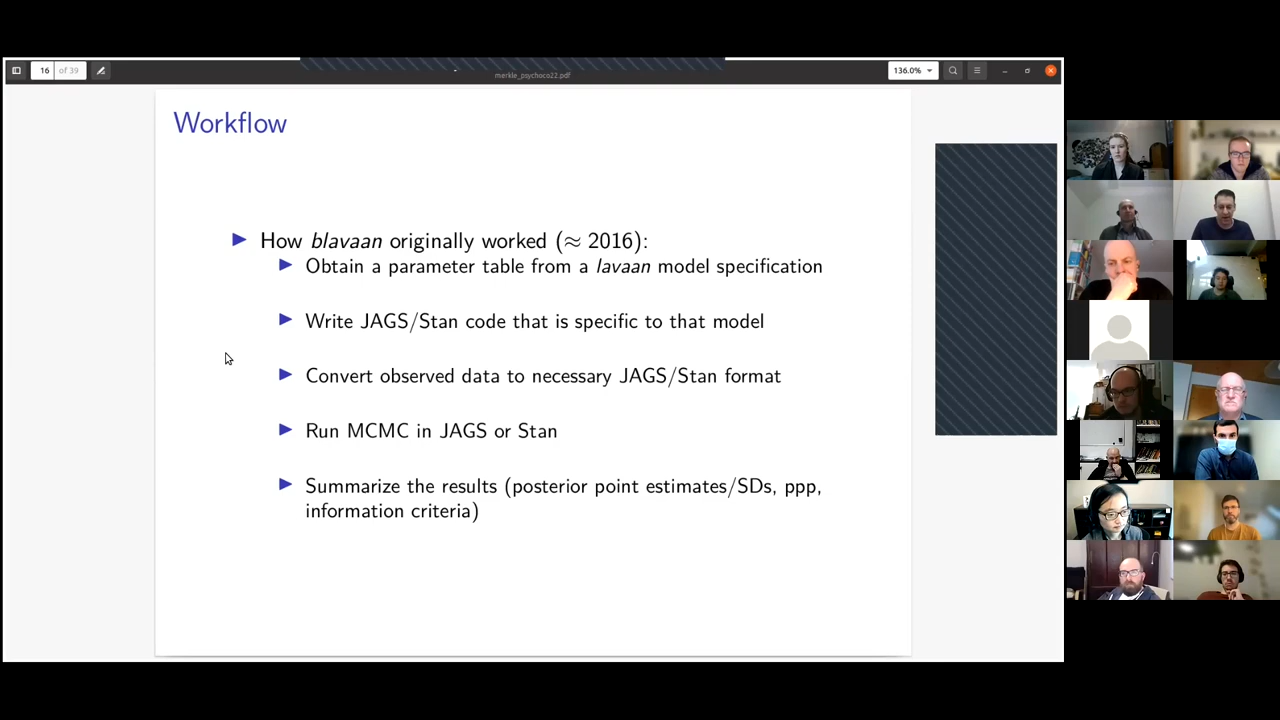 16 of 39
merkle_psychoco22.pdf
136.0%
Workflow
How blavaan originally worked (≈ 2016):
Obtain a parameter table from a lavaan model specification
Write JAGS/Stan code that is specific to that model
Convert observed data to necessary JAGS/Stan format
Run MCMC in JAGS or Stan
Summarize the results (posterior point estimates/SDs, ppp,
information criteria)